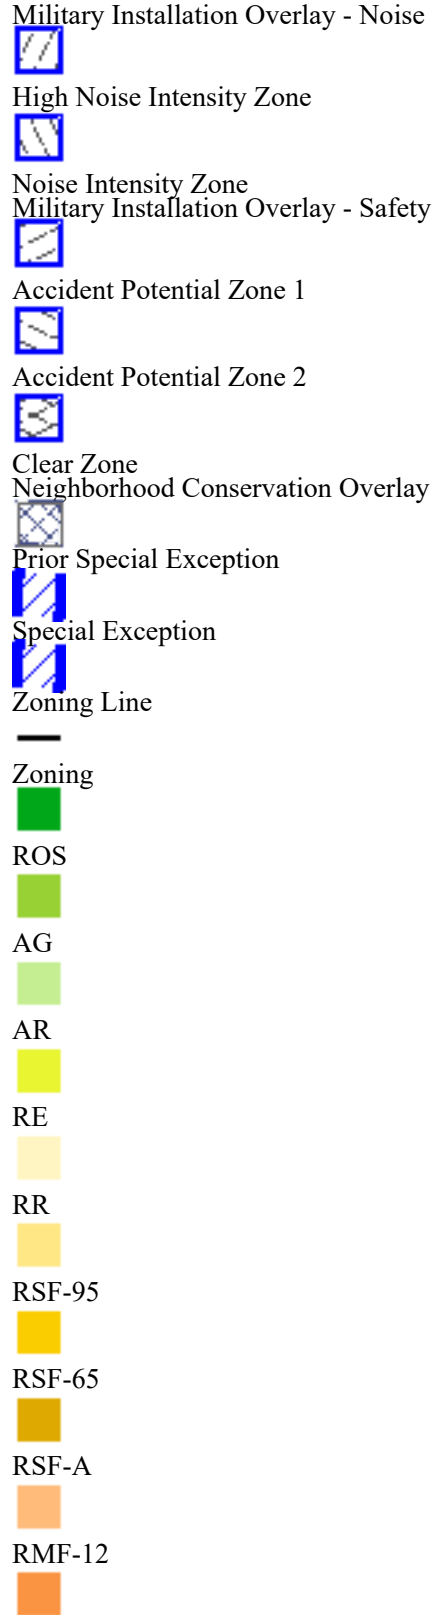 Military Installation Overlay - Noise
High Noise Intensity Zone
Noise Intensity Zone
Military Installation Overlay - Safety
Accident Potential Zone 1
Accident Potential Zone 2
Clear Zone
Neighborhood Conservation Overlay
Prior Special Exception
Special Exception
Zoning Line
Zoning
ROS
AG
AR
RE
RR
RSF-95
RSF-65
RSF-A
RMF-12